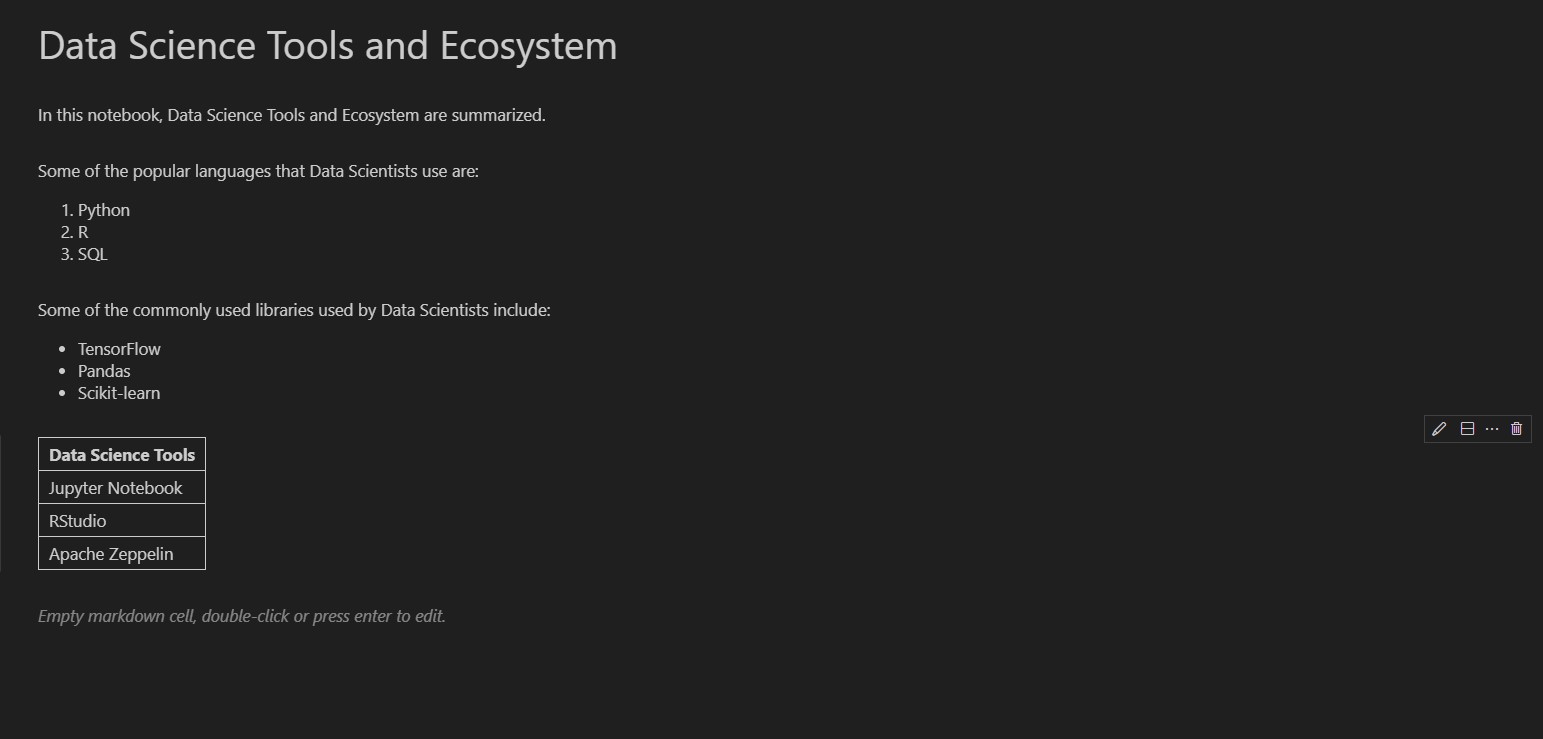 Data Science Tools and Ecosystem
In this notebook, Data Science Tools and Ecosystem are summarized.
Some of the popular languages that Data Scientists use are:
1. Python
2. R
3. SQL
Some of the commonly used libraries used by Data Scientists include:
• TensorFlow
• Pandas
• Scikit-learn
Data Science Tools
Jupyter Notebook
RStudio
Apache Zeppelin
Empty markdown cell, double-click or press enter to edit.